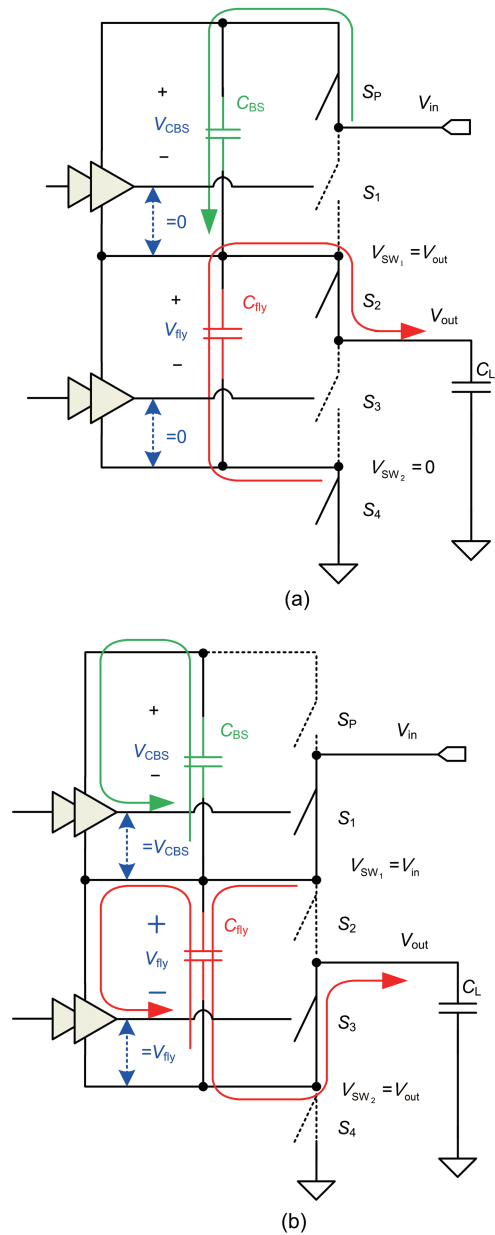 S_P
V_in
+
C_BS
V_CBS
−
S_1
=0
V_SW1 = V_out
+
C_fly
S_2
V_out
V_fly
−
C_L
S_3
=0
V_SW2 = 0
S_4
(a)
+
S_P
V_in
C_BS
V_CBS
−
S_1
=V_CBS
V_SW1 = V_in
+
C_fly
S_2
V_out
V_fly
C_L
−
S_3
=V_fly
V_SW2 = V_out
S_4
(b)